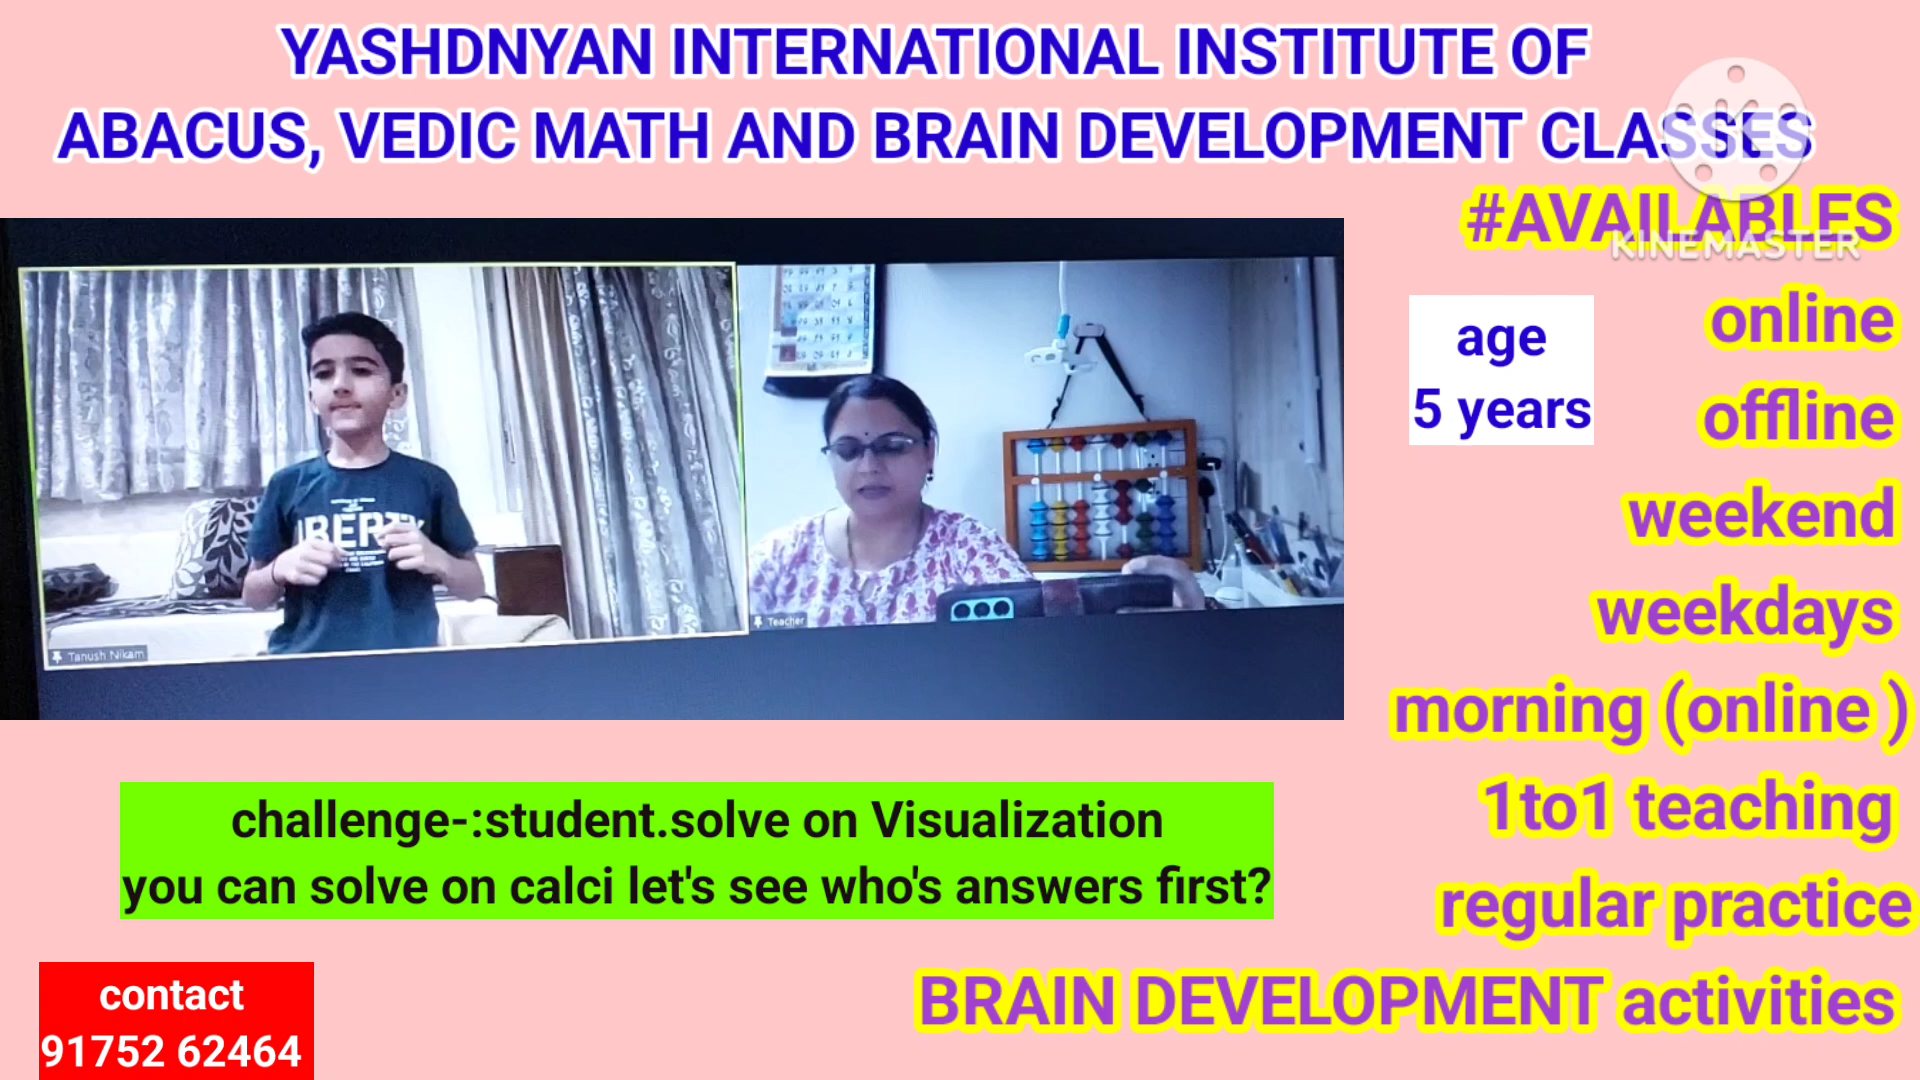 YASHDNYAN INTERNATIONAL INSTITUTE OF
ABACUS, VEDIC MATH AND BRAIN DEVELOPMENT CLASSES
#AVAILABLES
KINEMASTER
age
5 years
online
offline
weekend
weekdays
morning (online )
1to1 teaching
regular practice
BRAIN DEVELOPMENT activities
Tanush Nikam
Teacher
challenge-:student.solve on Visualization
you can solve on calci let's see who's answers first?
contact
91752 62464